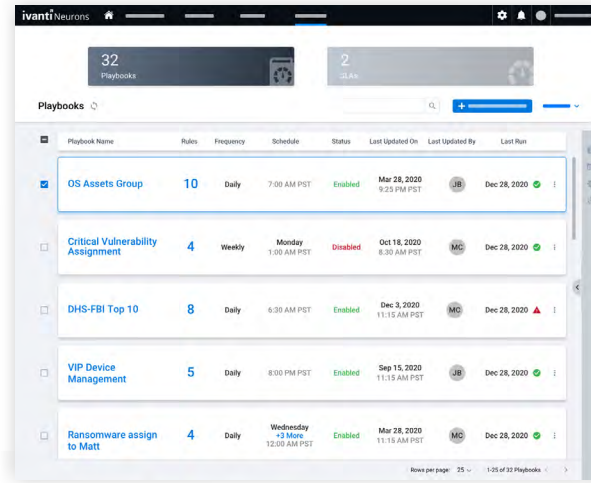 ivanti Neurons
32
Playbooks
2
SLAs
Playbooks
Playbook Name Rules Frequency Schedule Status Last Updated On Last Updated By Last Run
OS Assets Group 10 Daily 7:00 AM PST Enabled Mar 28, 2020 JB Dec 28, 2020
9:25 PM PST
Critical Vulnerability
Assignment 4 Weekly Monday Disabled Oct 18, 2020 MC Dec 28, 2020
1:00 AM PST 8.30 AM PST
DHS-FBI Top 10 8 Daily 6:30 AM PST Enabled Dec 3, 2020 MC Dec 28, 2020
11:15 AM PST
VIP Device
Management 5 Daily 8:00 PM PST Enabled Sep 15, 2020 JB Dec 28, 2020
11:15 AM PST
Ransomware assign
to Matt 4 Daily Wednesday Enabled Mar 28, 2020 MC Dec 28, 2020
+3 More 11:15 AM PST
12:00 AM PST
Rows per page: 25 1-25 of 32 Playbooks